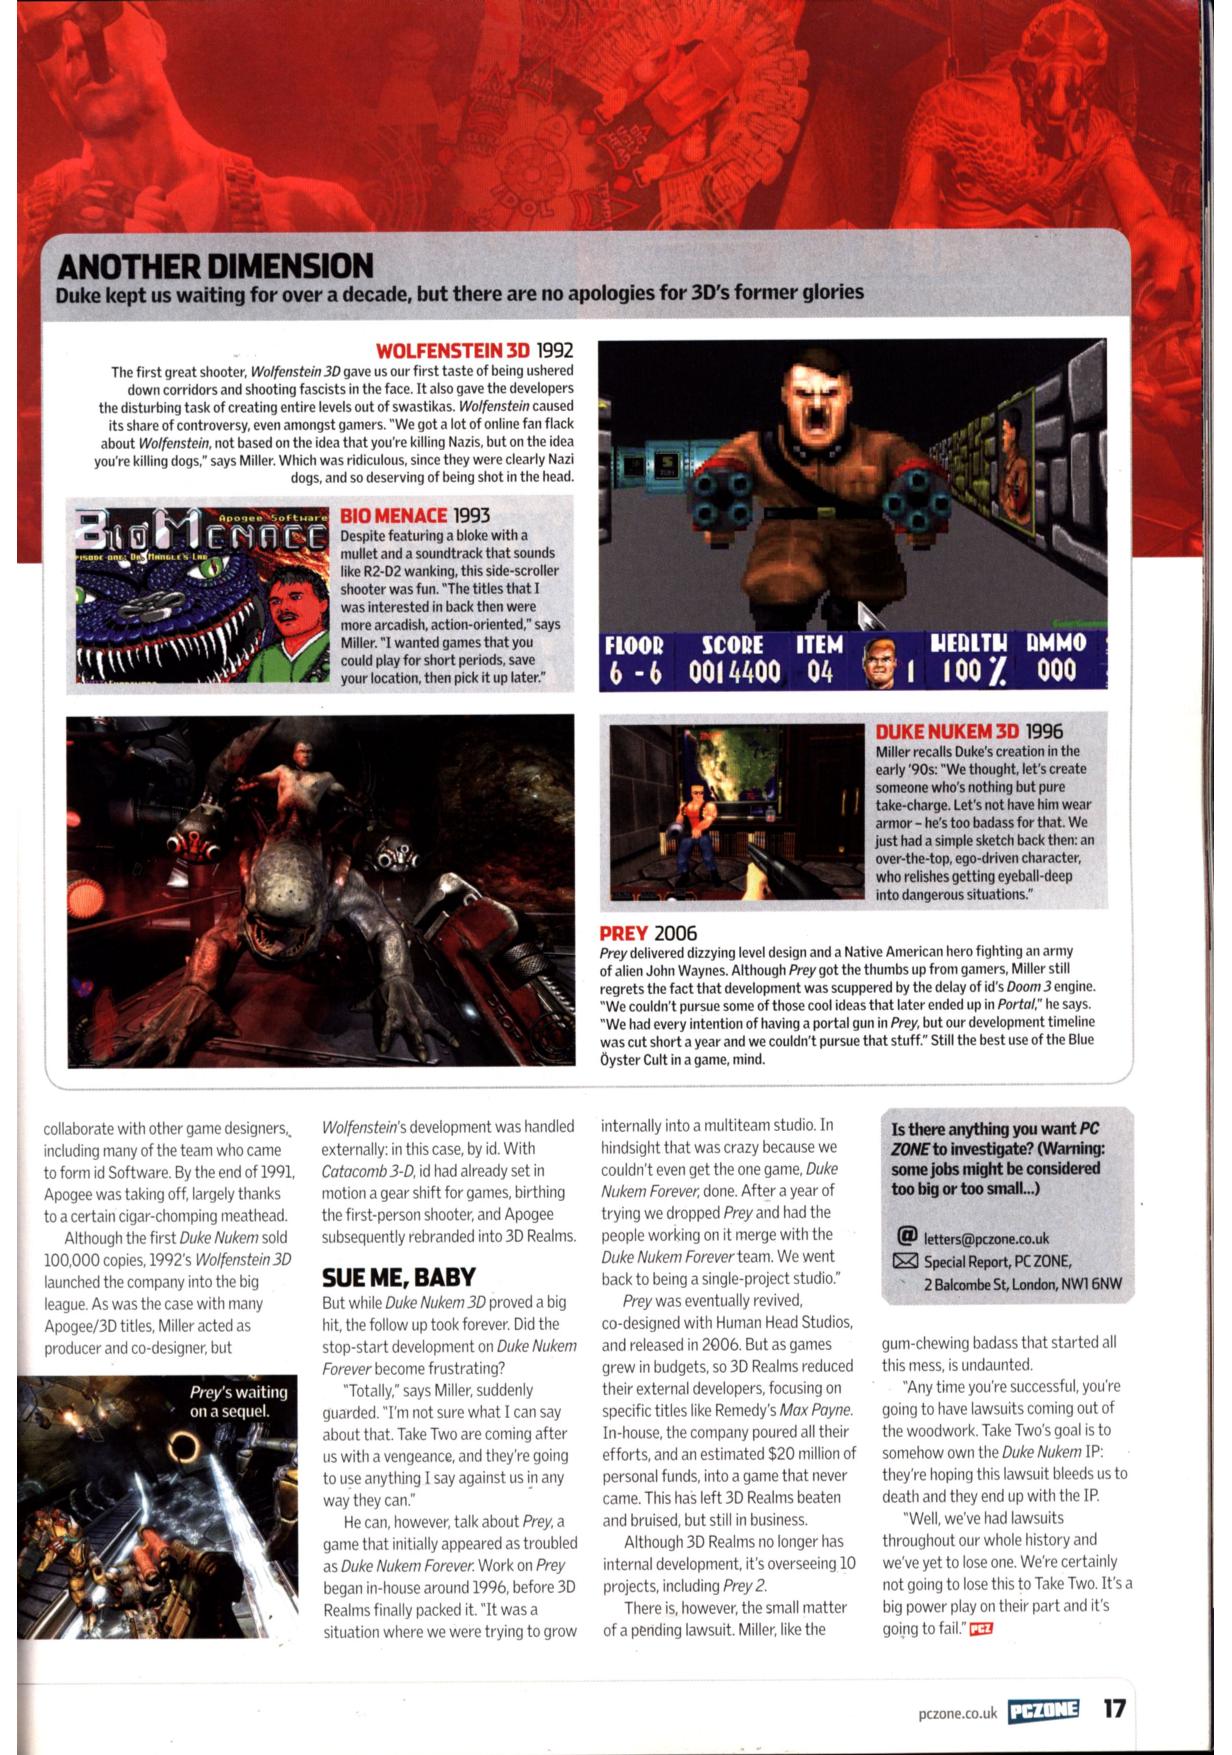 ANOTHER DIMENSION
Duke kept us waiting for over a decade, but there are no apologies for 3D's former glories
WOLFENSTEIN 3D 1992
The first great shooter, Wolfenstein 3D gave us our first taste of being ushered
down corridors and shooting fascists in the face. It also gave the developers
the disturbing task of creating entire levels out of swastikas. Wolfenstein caused
its share of controversy, even amongst gamers. "We got a lot of online fan flack
about Wolfenstein, not based on the idea that you're killing Nazis, but on the idea
you're killing dogs," says Miller. Which was ridiculous, since they were clearly Nazi
dogs, and so deserving of being shot in the head.
Apogee Software
BIO MENACE
EPISODE ONE: DR. MANGLE'S LAB
BIO MENACE 1993
Despite featuring a bloke with a
mullet and a soundtrack that sounds
like R2-D2 wanking, this side-scroller
shooter was fun. "The titles that I
was interested in back then were
more arcadish, action-oriented," says
Miller. "I wanted games that you
could play for short periods, save
your location, then pick it up later."
FLOOR SCORE ITEM HEALTH AMMO
6 - 6 0014400 04 1 100 % 000
DUKE NUKEM 3D 1996
Miller recalls Duke's creation in the
early '90s: "We thought, let's create
someone who's nothing but pure
take-charge. Let's not have him wear
armor – he's too badass for that. We
just had a simple sketch back then: an
over-the-top, ego-driven character,
who relishes getting eyeball-deep
into dangerous situations."
PREY 2006
Prey delivered dizzying level design and a Native American hero fighting an army
of alien John Waynes. Although Prey got the thumbs up from gamers, Miller still
regrets the fact that development was scuppered by the delay of id's Doom 3 engine.
"We couldn't pursue some of those cool ideas that later ended up in Portal," he says.
"We had every intention of having a portal gun in Prey, but our development timeline
was cut short a year and we couldn't pursue that stuff." Still the best use of the Blue
Öyster Cult in a game, mind.
collaborate with other game designers,
including many of the team who came
to form id Software. By the end of 1991,
Apogee was taking off, largely thanks
to a certain cigar-chomping meathead.
Although the first Duke Nukem sold
100,000 copies, 1992's Wolfenstein 3D
launched the company into the big
league. As was the case with many
Apogee/3D titles, Miller acted as
producer and co-designer, but
Prey's waiting
on a sequel.
Wolfenstein's development was handled
externally: in this case, by id. With
Catacomb 3-D, id had already set in
motion a gear shift for games, birthing
the first-person shooter, and Apogee
subsequently rebranded into 3D Realms.
SUE ME, BABY
But while Duke Nukem 3D proved a big
hit, the follow up took forever. Did the
stop-start development on Duke Nukem
Forever become frustrating?
"Totally," says Miller, suddenly
guarded. "I'm not sure what I can say
about that. Take Two are coming after
us with a vengeance, and they're going
to use anything I say against us in any
way they can."
He can, however, talk about Prey, a
game that initially appeared as troubled
as Duke Nukem Forever. Work on Prey
began in-house around 1996, before 3D
Realms finally packed it. "It was a
situation where we were trying to grow
internally into a multiteam studio. In
hindsight that was crazy because we
couldn't even get the one game, Duke
Nukem Forever, done. After a year of
trying we dropped Prey and had the
people working on it merge with the
Duke Nukem Forever team. We went
back to being a single-project studio."
Prey was eventually revived,
co-designed with Human Head Studios,
and released in 2006. But as games
grew in budgets, so 3D Realms reduced
their external developers, focusing on
specific titles like Remedy's Max Payne.
In-house, the company poured all their
efforts, and an estimated $20 million of
personal funds, into a game that never
came. This has left 3D Realms beaten
and bruised, but still in business.
Although 3D Realms no longer has
internal development, it's overseeing 10
projects, including Prey 2.
There is, however, the small matter
of a pending lawsuit. Miller, like the
Is there anything you want PC
ZONE to investigate? (Warning:
some jobs might be considered
too big or too small...)
@ letters@pczone.co.uk
Special Report, PC ZONE,
2 Balcombe St, London, NW1 6NW
gum-chewing badass that started all
this mess, is undaunted.
"Any time you're successful, you're
going to have lawsuits coming out of
the woodwork. Take Two's goal is to
somehow own the Duke Nukem IP:
they're hoping this lawsuit bleeds us to
death and they end up with the IP.
"Well, we've had lawsuits
throughout our whole history and
we've yet to lose one. We're certainly
not going to lose this to Take Two. It's a
big power play on their part and it's
going to fail." PCZ
pczone.co.uk PCZONE 17